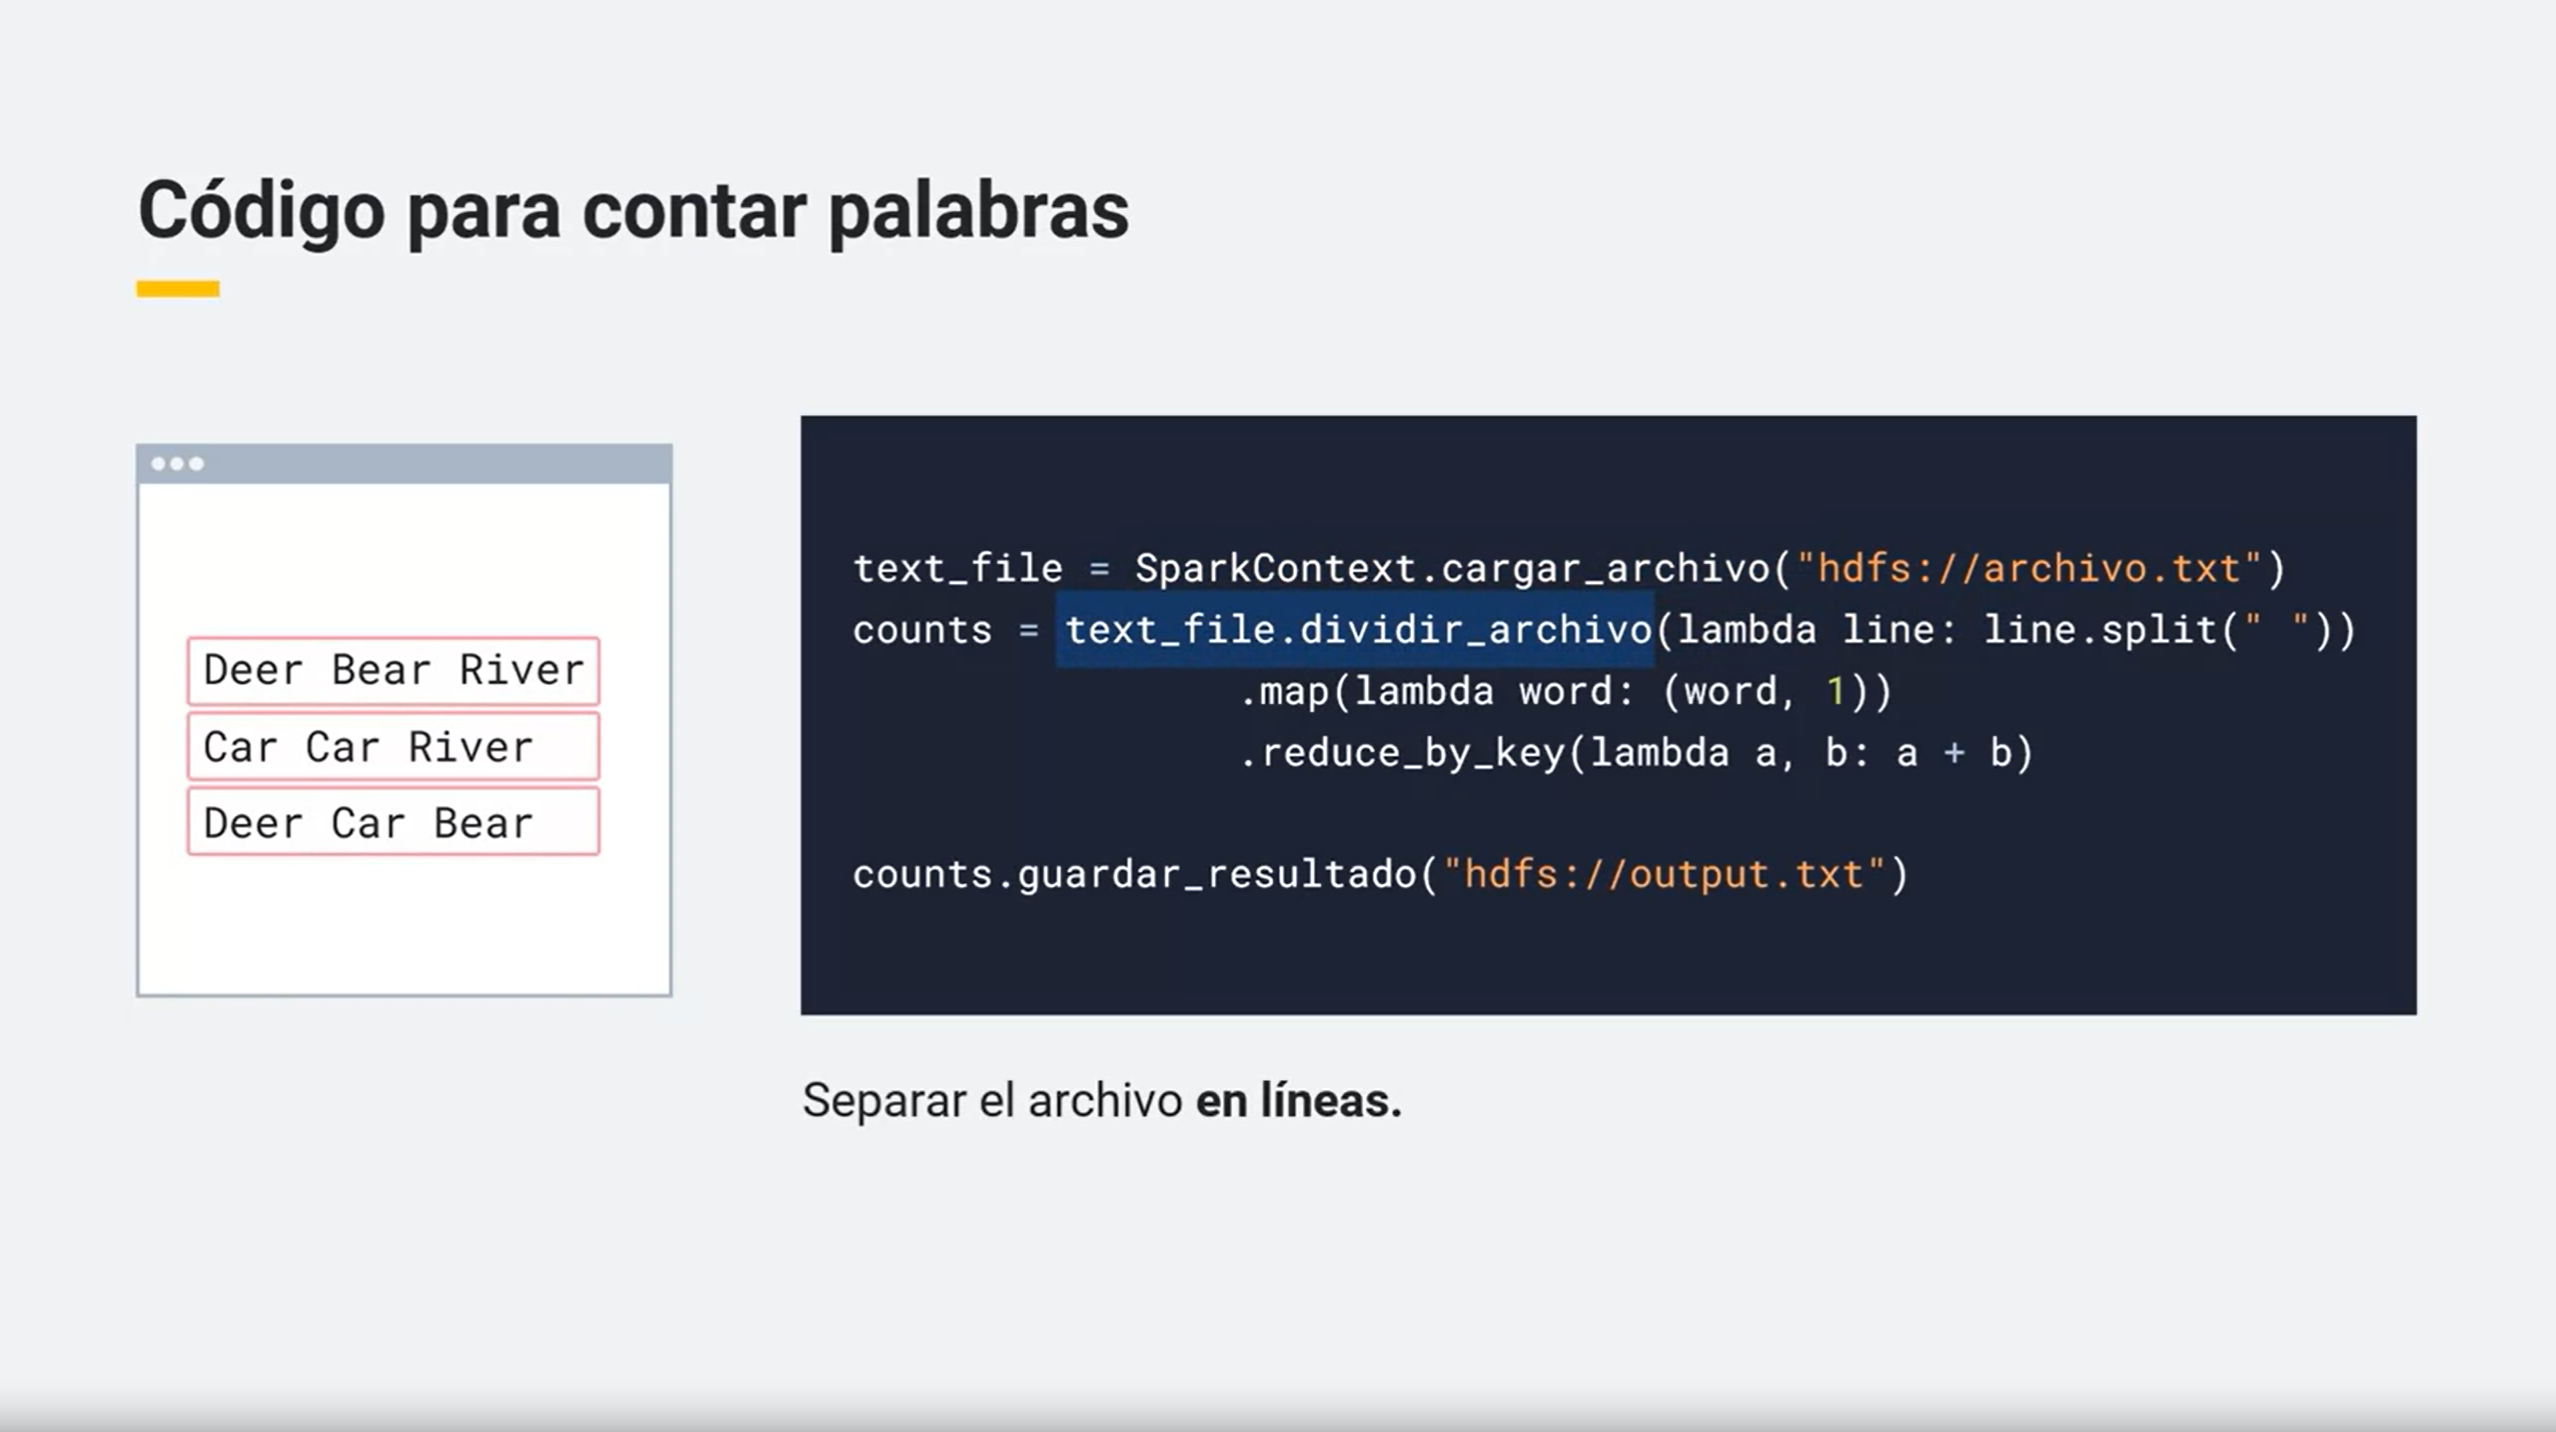 Código para contar palabras
Deer Bear River
Car Car River
Deer Car Bear
text_file = SparkContext.cargar_archivo("hdfs://archivo.txt")
counts = text_file.dividir_archivo(lambda line: line.split(" "))
.map(lambda word: (word, 1))
.reduce_by_key(lambda a, b: a + b)
counts.guardar_resultado("hdfs://output.txt")
Separar el archivo en líneas.